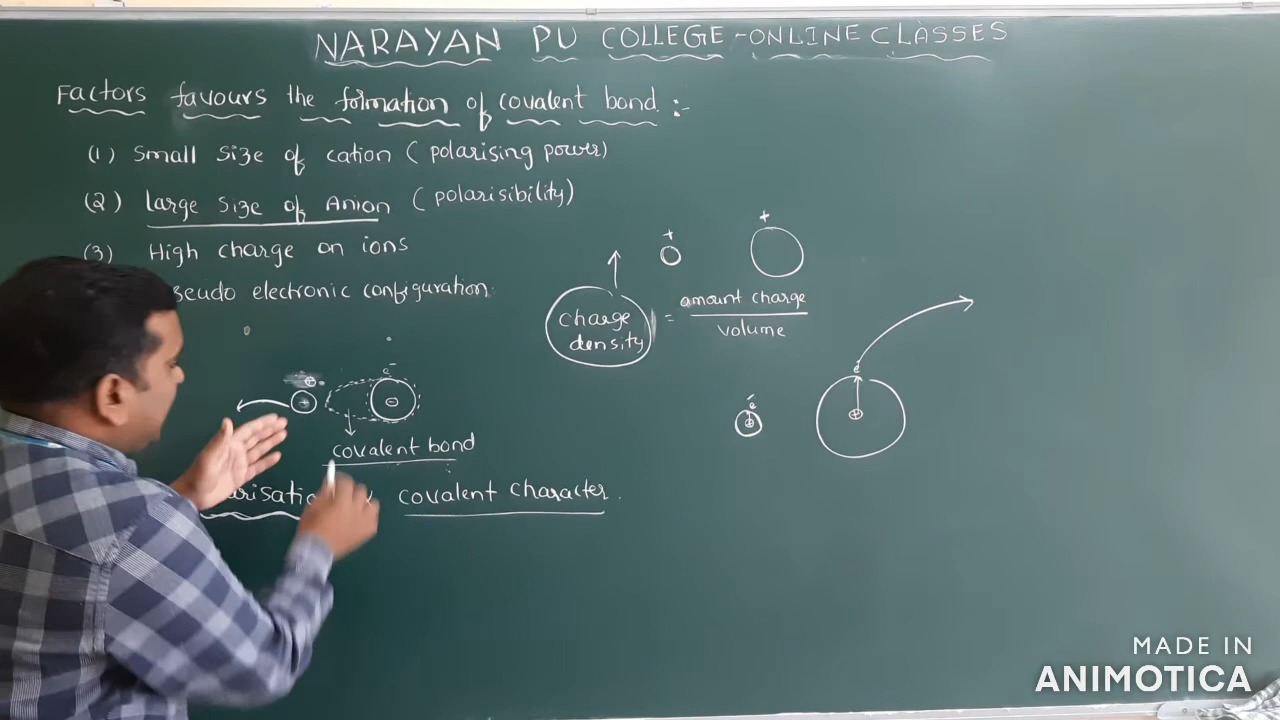 NARAYAN PU COLLEGE -ONLINE CLASSES
Factors favours the formation of covalent bond :-
(1) Small size of cation (polarising power)
(2) large size of Anion (polarisibility)
(3) High charge on ions
seudo electronic configuration.
+ +
charge density = amount charge / volume
e-
+ -
covalent bond
arisatio covalent character.
e-
+
e-
+
MADE IN
ANIMOTICA